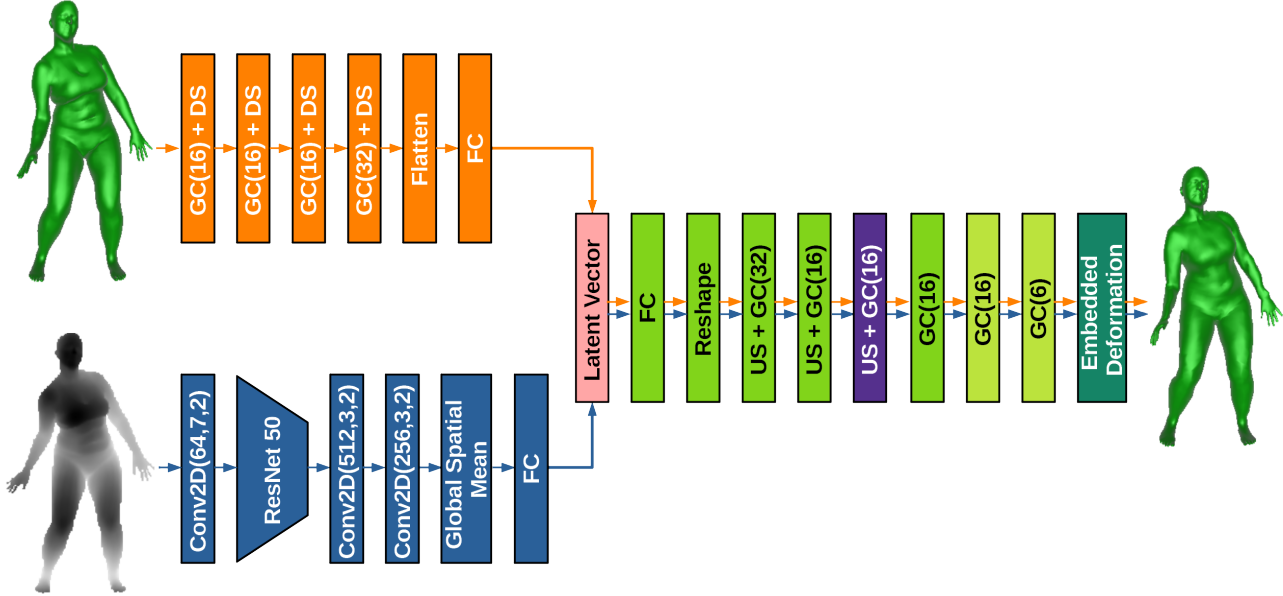 GC(16) + DS
GC(16) + DS
GC(16) + DS
GC(32) + DS
Flatten
FC
Latent Vector
FC
Reshape
US + GC(32)
US + GC(16)
US + GC(16)
GC(16)
GC(16)
GC(6)
Embedded
Deformation
Conv2D(64,7,2)
ResNet 50
Conv2D(512,3,2)
Conv2D(256,3,2)
Global Spatial
Mean
FC